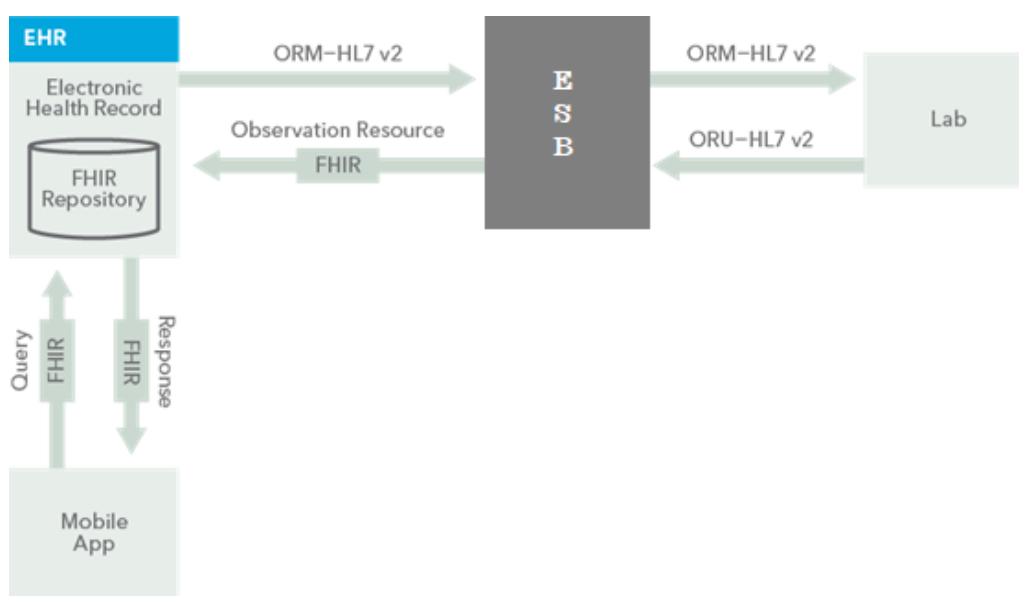 EHR
Electronic
Health Record
FHIR
Repository
ORM–HL7 v2
Observation Resource
FHIR
E
S
B
ORM–HL7 v2
ORU–HL7 v2
Lab
Query
FHIR
FHIR
Response
Mobile
App